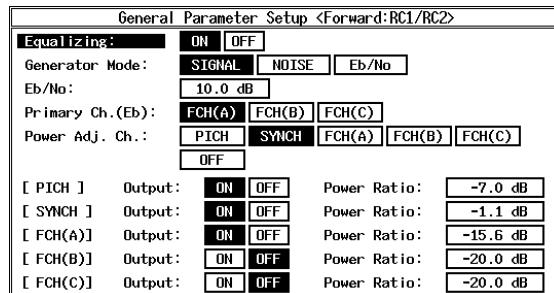 General Parameter Setup <Forward:RC1/RC2>
Equalizing: ON OFF
Generator Mode: SIGNAL NOISE Eb/No
Eb/No: 10.0 dB
Primary Ch.(Eb): FCH(A) FCH(B) FCH(C)
Power Adj. Ch.: PICH SYNCH FCH(A) FCH(B) FCH(C)
OFF
[ PICH ] Output: ON OFF Power Ratio: -7.0 dB
[ SYNCH ] Output: ON OFF Power Ratio: -1.1 dB
[ FCH(A)] Output: ON OFF Power Ratio: -15.6 dB
[ FCH(B)] Output: ON OFF Power Ratio: -20.0 dB
[ FCH(C)] Output: ON OFF Power Ratio: -20.0 dB